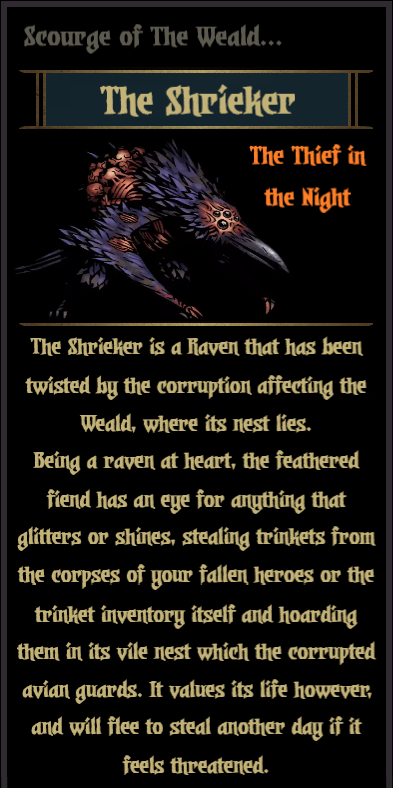 Scourge of The Weald...
The Shrieker
The Thief in
the Night
The Shrieker is a Raven that has been
twisted by the corruption affecting the
Weald, where its nest lies.
Being a raven at heart, the feathered
fiend has an eye for anything that
glitters or shines, stealing trinkets from
the corpses of your fallen heroes or the
trinket inventory itself and hoarding
them in its vile nest which the corrupted
avian guards. It values its life however,
and will flee to steal another day if it
feels threatened.